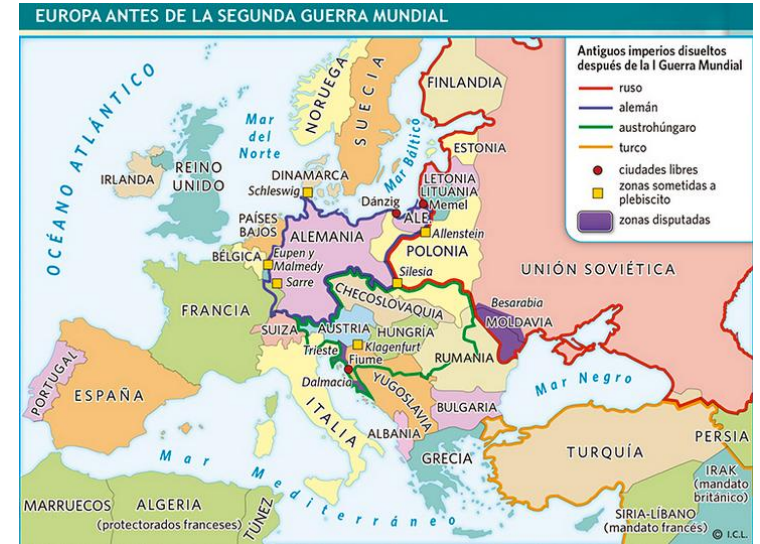 EUROPA ANTES DE LA SEGUNDA GUERRA MUNDIAL
Antiguos imperios disueltos
después de la I Guerra Mundial
ruso
alemán
austrohúngaro
turco
ciudades libres
zonas sometidas a
plebiscito
zonas disputadas
OCÉANO ATLÁNTICO
NORUEGA
SUECIA
FINLANDIA
Mar
del
Norte
Mar Báltico
ESTONIA
IRLANDA
REINO
UNIDO
DINAMARCA
Schleswig
LETONIA
LITUANIA
Memel
Dánzig
ALE.
Allenstein
PAÍSES
BAJOS
ALEMANIA
POLONIA
BÉLGICA
Eupen y
Malmedy
Sarre
Silesia
UNIÓN SOVIÉTICA
CHECOSLOVAQUIA
Besarabia
MOLDAVIA
FRANCIA
SUIZA
AUSTRIA
HUNGRÍA
Klagenfurt
Trieste
Fiume
RUMANÍA
Dalmacia
YUGOSLAVIA
Mar Negro
PORTUGAL
ESPAÑA
ITALIA
BULGARIA
ALBANIA
GRECIA
TURQUÍA
PERSIA
Mar Mediterráneo
IRAK
(mandato
británico)
MARRUECOS
ALGERIA
(protectorados franceses)
TÚNEZ
SIRIA-LÍBANO
(mandato francés)
© I.C.L.